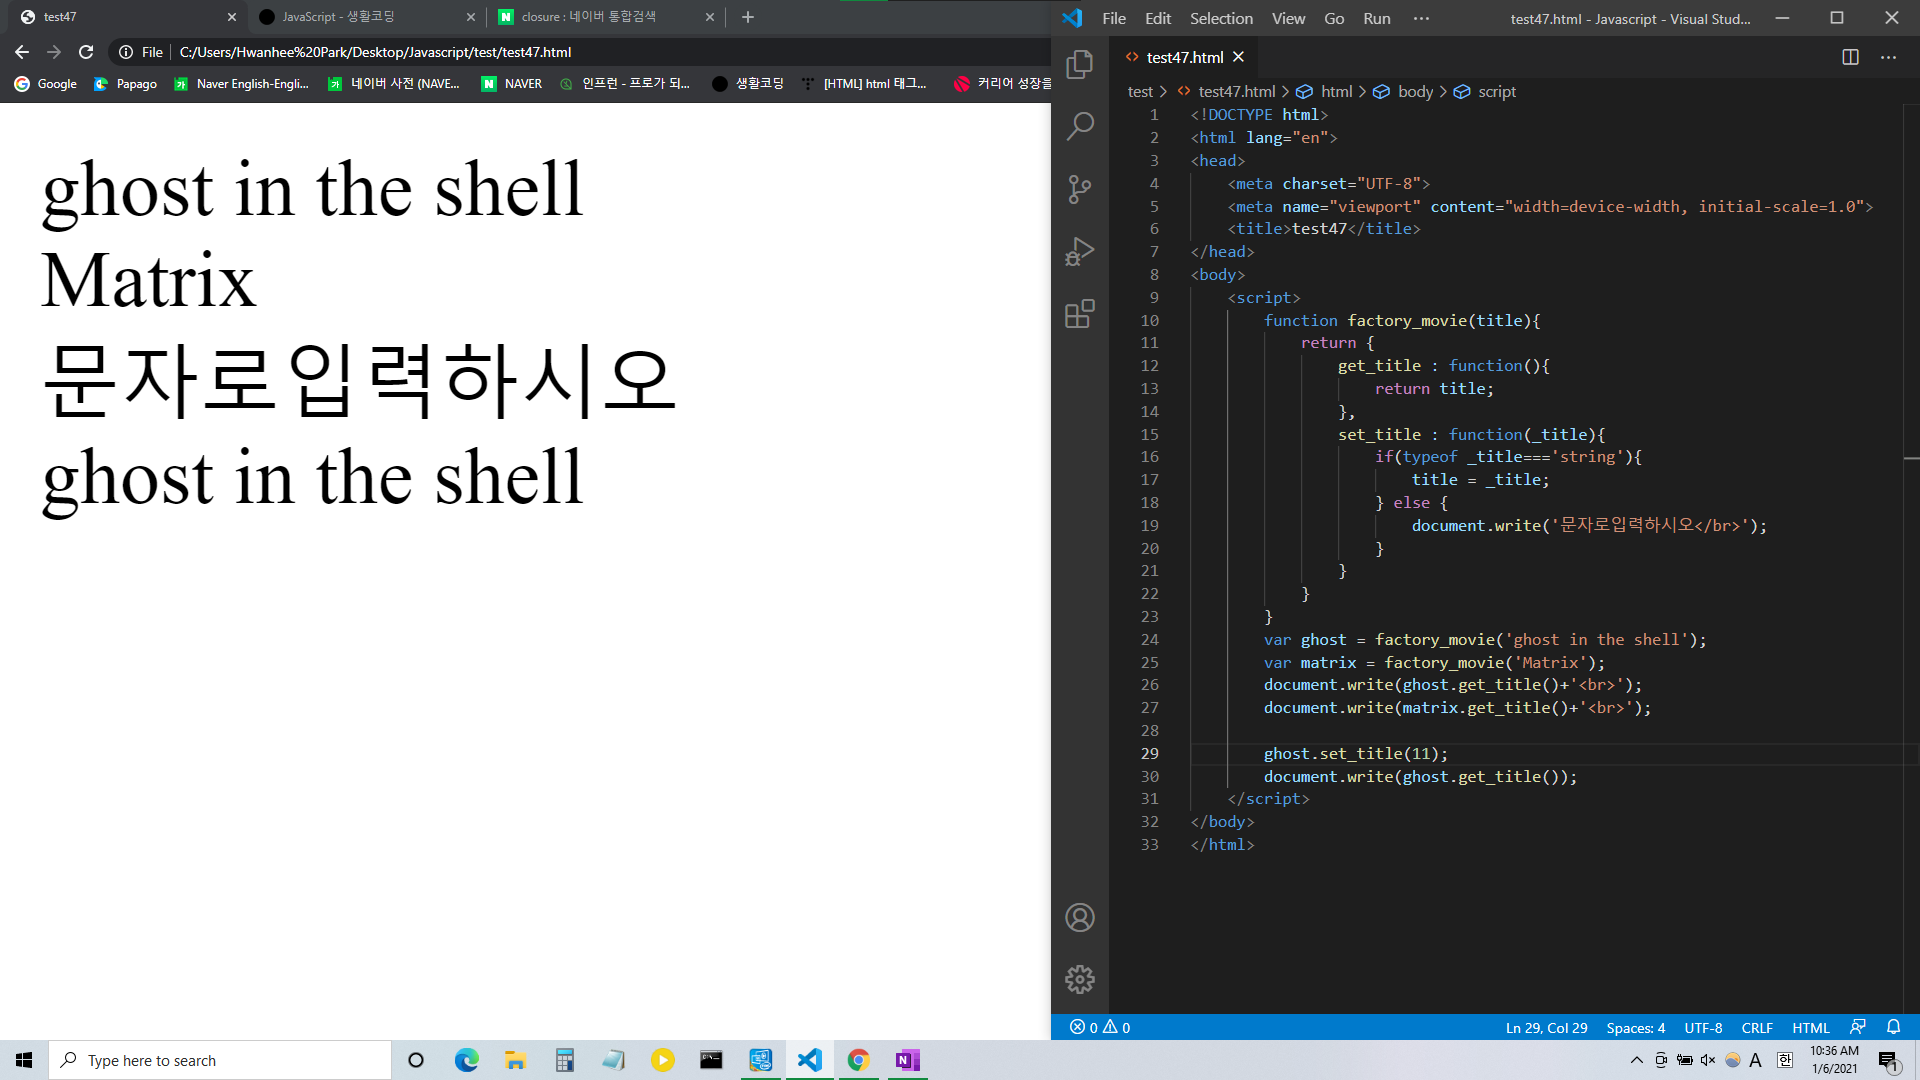 test47
JavaScript - 생활코딩
closure : 네이버 통합검색
File
C:/Users/Hwanhee%20Park/Desktop/Javascript/test/test47.html
Google
Papago
Naver English-Engli...
네이버 사전 (NAVE...
NAVER
인프런 - 프로가 되...
생활코딩
[HTML] html 태그...
커리어 성장을
ghost in the shell
Matrix
문자로입력하시오
ghost in the shell
File Edit Selection View Go Run ···
test47.html - Javascript - Visual Stud...
test47.html
test > test47.html > html > body > script
1 <!DOCTYPE html>
2 <html lang="en">
3 <head>
4 <meta charset="UTF-8">
5 <meta name="viewport" content="width=device-width, initial-scale=1.0">
6 <title>test47</title>
7 </head>
8 <body>
9 <script>
10 function factory_movie(title){
11 return {
12 get_title : function(){
13 return title;
14 },
15 set_title : function(_title){
16 if(typeof _title==='string'){
17 title = _title;
18 } else {
19 document.write('문자로입력하시오</br>');
20 }
21 }
22 }
23 }
24 var ghost = factory_movie('ghost in the shell');
25 var matrix = factory_movie('Matrix');
26 document.write(ghost.get_title()+'<br>');
27 document.write(matrix.get_title()+'<br>');
28
29 ghost.set_title(11);
30 document.write(ghost.get_title());
31 </script>
32 </body>
33 </html>
0 0
Ln 29, Col 29 Spaces: 4 UTF-8 CRLF HTML
Type here to search
N
A
한
10:36 AM
1/6/2021
1